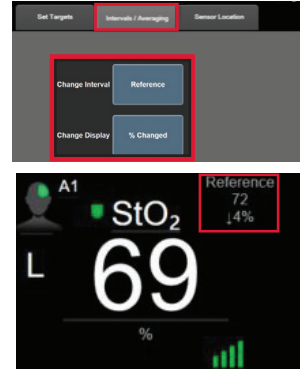 Set Targets
Intervals / Averaging
Sensor Location
Change Interval
Reference
Change Display
% Changed
A1
StO₂
Reference
72
↓4%
L
69
%